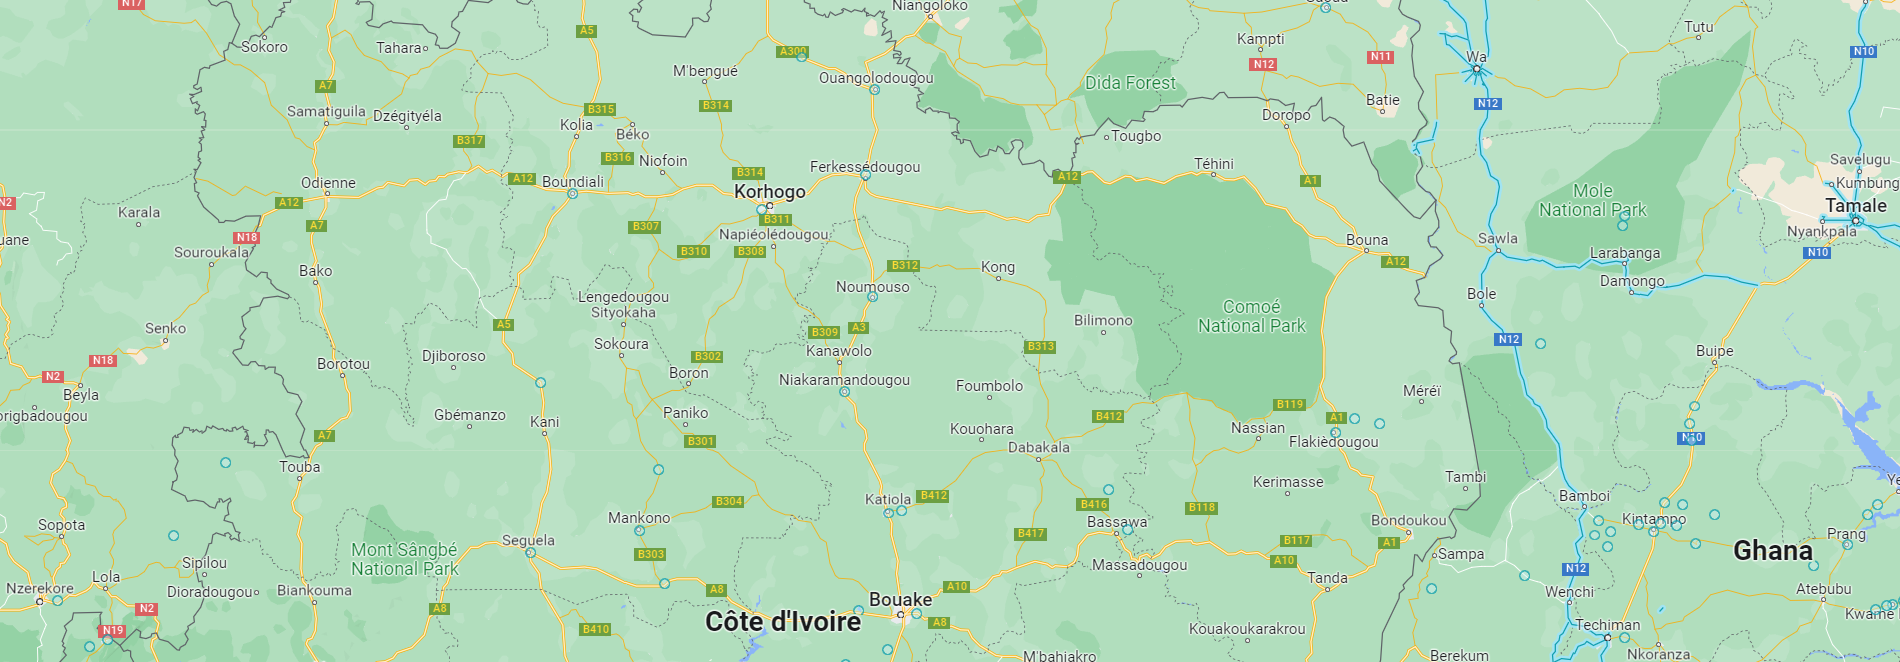 N17
Niangoloko
Tutu
Sokoro
Tahara
A5
A300
Kampti
N12
N11
Wa
N10
M'bengué
Ouangolodougou
Dida Forest
A7
Samatiguila
Dzégityéla
B315
B314
Kolia
Béko
Batie
N12
Doropo
Tougbo
B317
B316
Niofoin
Ferkessédougou
Téhini
Savelugu
Kumbung
Odienne
A12
Boundiali
B314
Korhogo
A12
A1
Mole
National Park
Tamale
N2
A12
Karala
A7
B307
B311
Napiéolédougou
Nyankpala
N18
Souroukala
B310
B308
Bouna
A12
Sawla
Larabanga
N10
Bako
B312
Kong
Damongo
Noumouso
Lengedougou
Sityokaha
Bole
Comoé
National Park
Bilimono
Senko
A5
B309
A3
N12
Sokoura
Kanawolo
B313
Buipe
N18
Djiboroso
B302
N2
Borotou
Boron
Niakaramandougou
Foumbolo
Beyla
Méréï
Gbémanzo
Kani
Paniko
B412
B119
A1
A7
B301
Kouohara
Nassian
Flakièdougou
N10
Dabakala
Touba
Kerimasse
Tambi
Katiola
B412
B304
B416
B118
Bamboi
Sopota
Mankono
Bassawa
Bondoukou
Kintampo
Prang
Mont Sângbé
National Park
Seguela
B303
B417
B117
A10
A1
Sampa
Ghana
Sipilou
Massadougou
N12
Nzerekore
Lola
Dioradougou
Biankouma
A8
A8
A10
Tanda
Wenchi
Atebubu
N2
N19
B410
Côte d'Ivoire
Bouake
A8
Kouakoukarakrou
Techiman
M'bahiakro
Berekum
Nkoranza